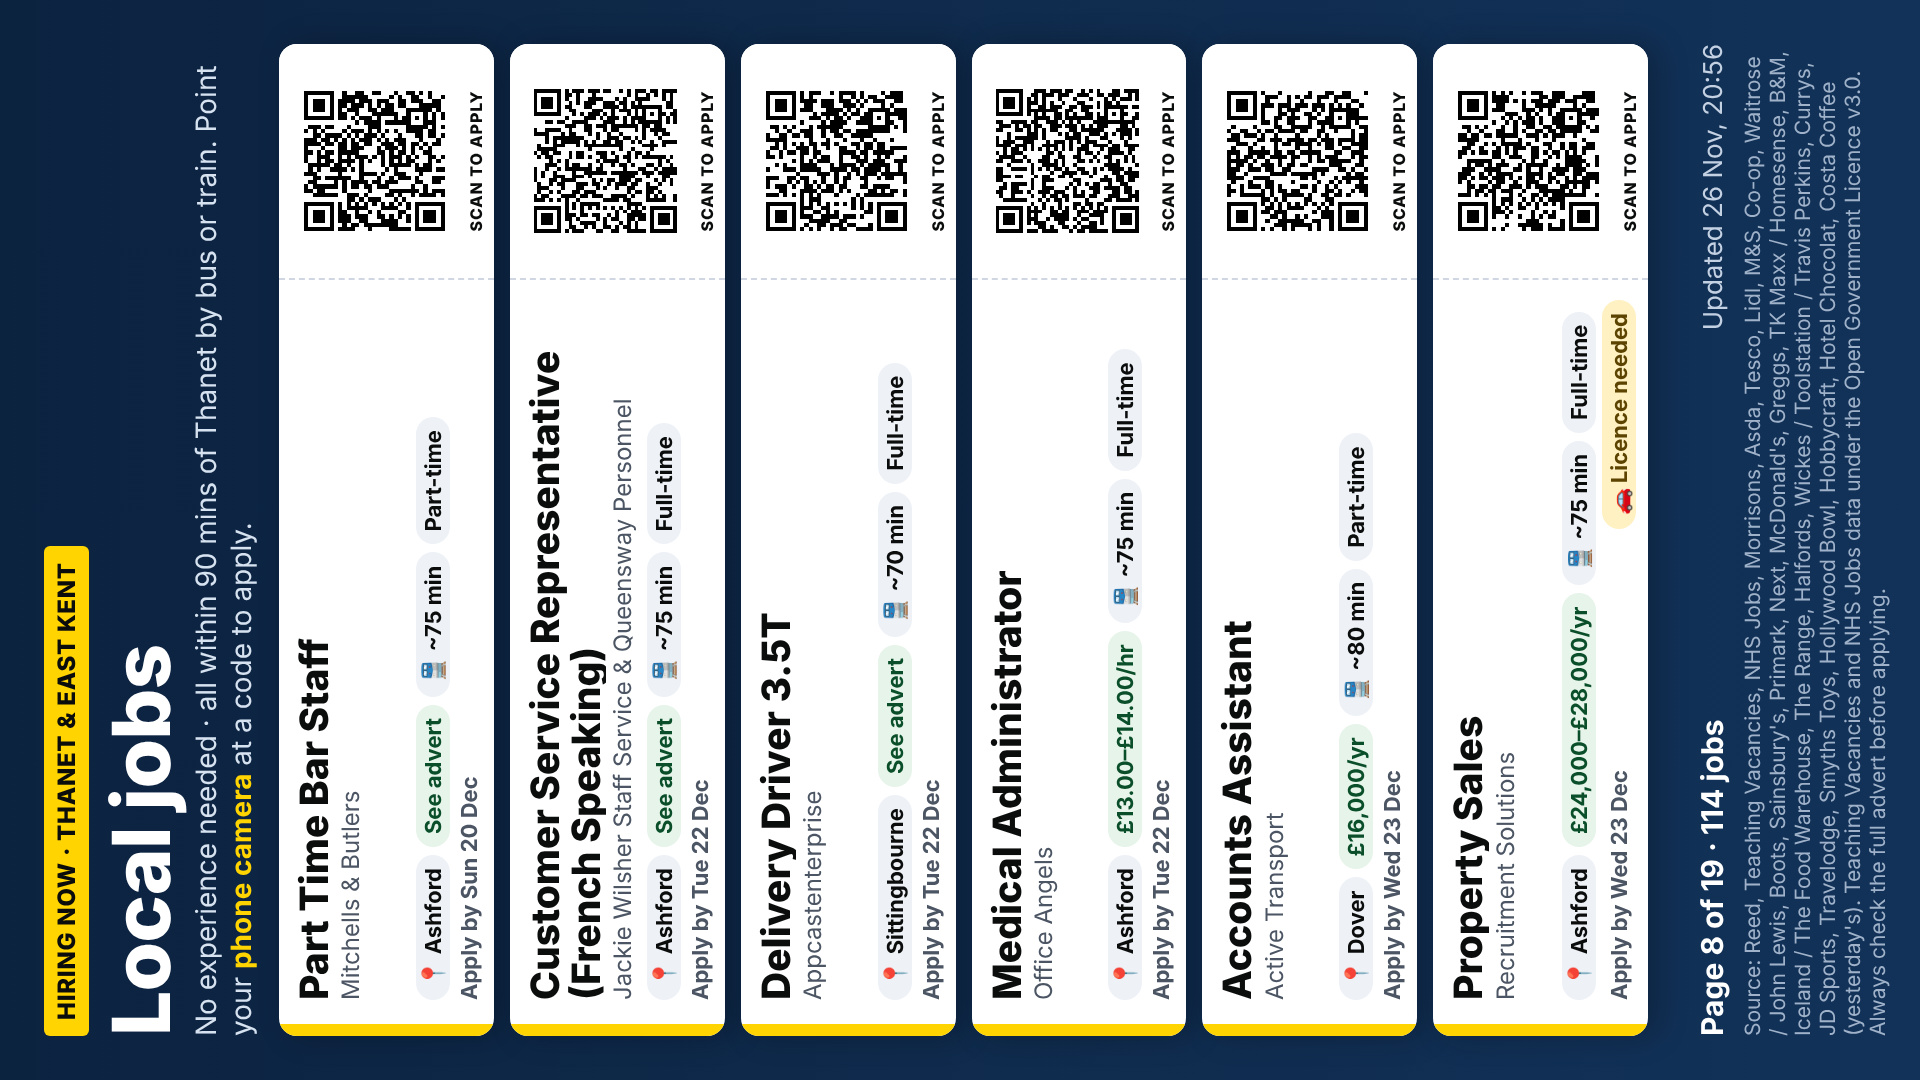 HIRING NOW · THANET & EAST KENT
Local jobs
No experience needed · all within 90 mins of Thanet by bus or train. Point
your phone camera at a code to apply.
Part Time Bar Staff
Mitchells & Butlers
📍 Ashford
See advert
🚆 ~75 min
Part-time
Apply by Sun 20 Dec
SCAN TO APPLY
Customer Service Representative
(French Speaking)
Jackie Wilsher Staff Service & Queensway Personnel
📍 Ashford
See advert
🚆 ~75 min
Full-time
Apply by Tue 22 Dec
SCAN TO APPLY
Delivery Driver 3.5T
Appcastenterprise
📍 Sittingbourne
See advert
🚆 ~70 min
Full-time
Apply by Tue 22 Dec
SCAN TO APPLY
Medical Administrator
Office Angels
📍 Ashford
£13.00–£14.00/hr
🚆 ~75 min
Full-time
Apply by Tue 22 Dec
SCAN TO APPLY
Accounts Assistant
Active Transport
📍 Dover
£16,000/yr
🚆 ~80 min
Part-time
Apply by Wed 23 Dec
SCAN TO APPLY
Property Sales
Recruitment Solutions
📍 Ashford
£24,000–£28,000/yr
🚆 ~75 min
Full-time
Apply by Wed 23 Dec
🚗 Licence needed
SCAN TO APPLY
Page 8 of 19 · 114 jobs
Updated 26 Nov, 20:56
Source: Reed, Teaching Vacancies, NHS Jobs, Morrisons, Asda, Tesco, Lidl, M&S, Co-op, Waitrose
/ John Lewis, Boots, Sainsbury's, Primark, Next, McDonald's, Greggs, TK Maxx / Homesense, B&M,
Iceland / The Food Warehouse, The Range, Halfords, Wickes / Toolstation / Travis Perkins, Currys,
JD Sports, Travelodge, Smyths Toys, Hollywood Bowl, Hobbycraft, Hotel Chocolat, Costa Coffee
(yesterday's). Teaching Vacancies and NHS Jobs data under the Open Government Licence v3.0.
Always check the full advert before applying.